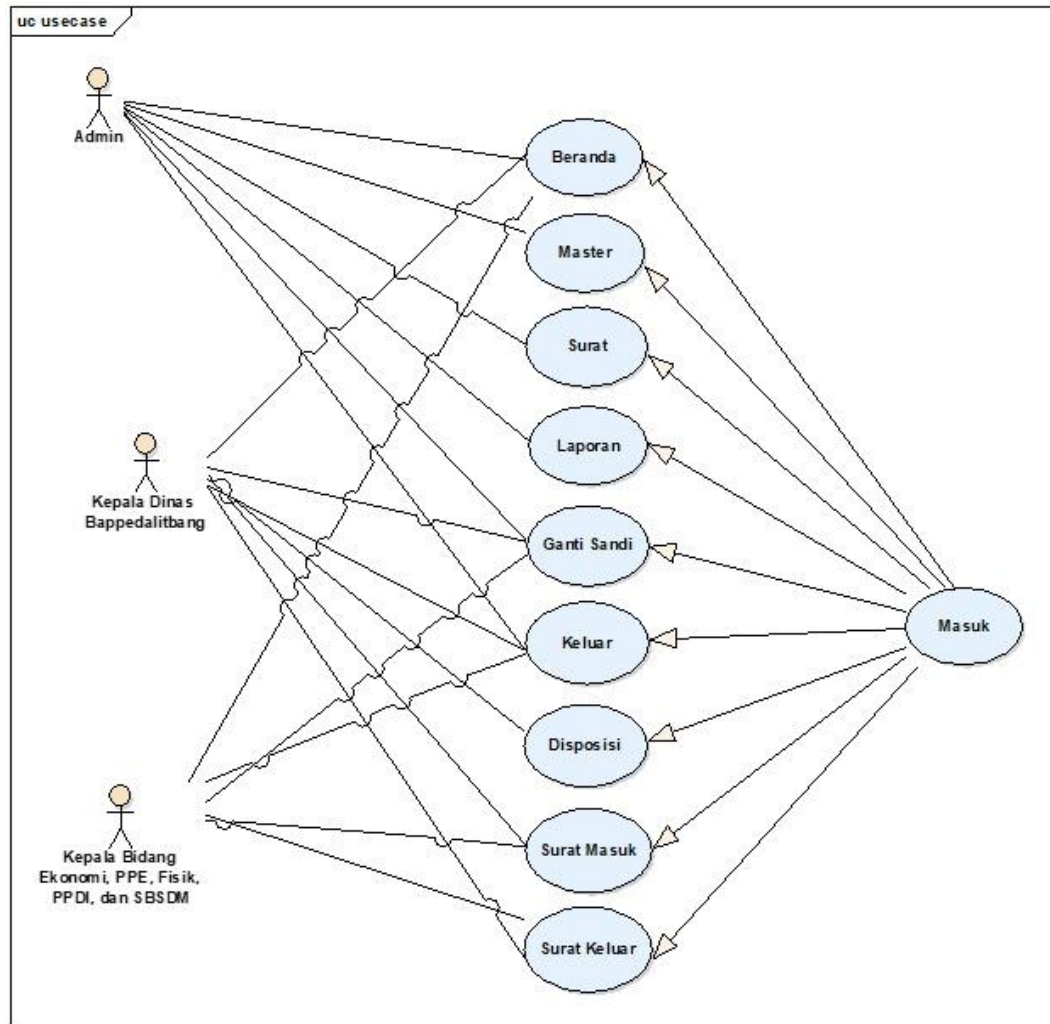 uc usecase
Admin
Beranda
Master
Surat
Laporan
Kepala Dinas
Bappedalitbang
Ganti Sandi
Masuk
Keluar
Disposisi
Kepala Bidang
Ekonomi, PPE, Fisik,
PPDI, dan SBSDM
Surat Masuk
Surat Keluar